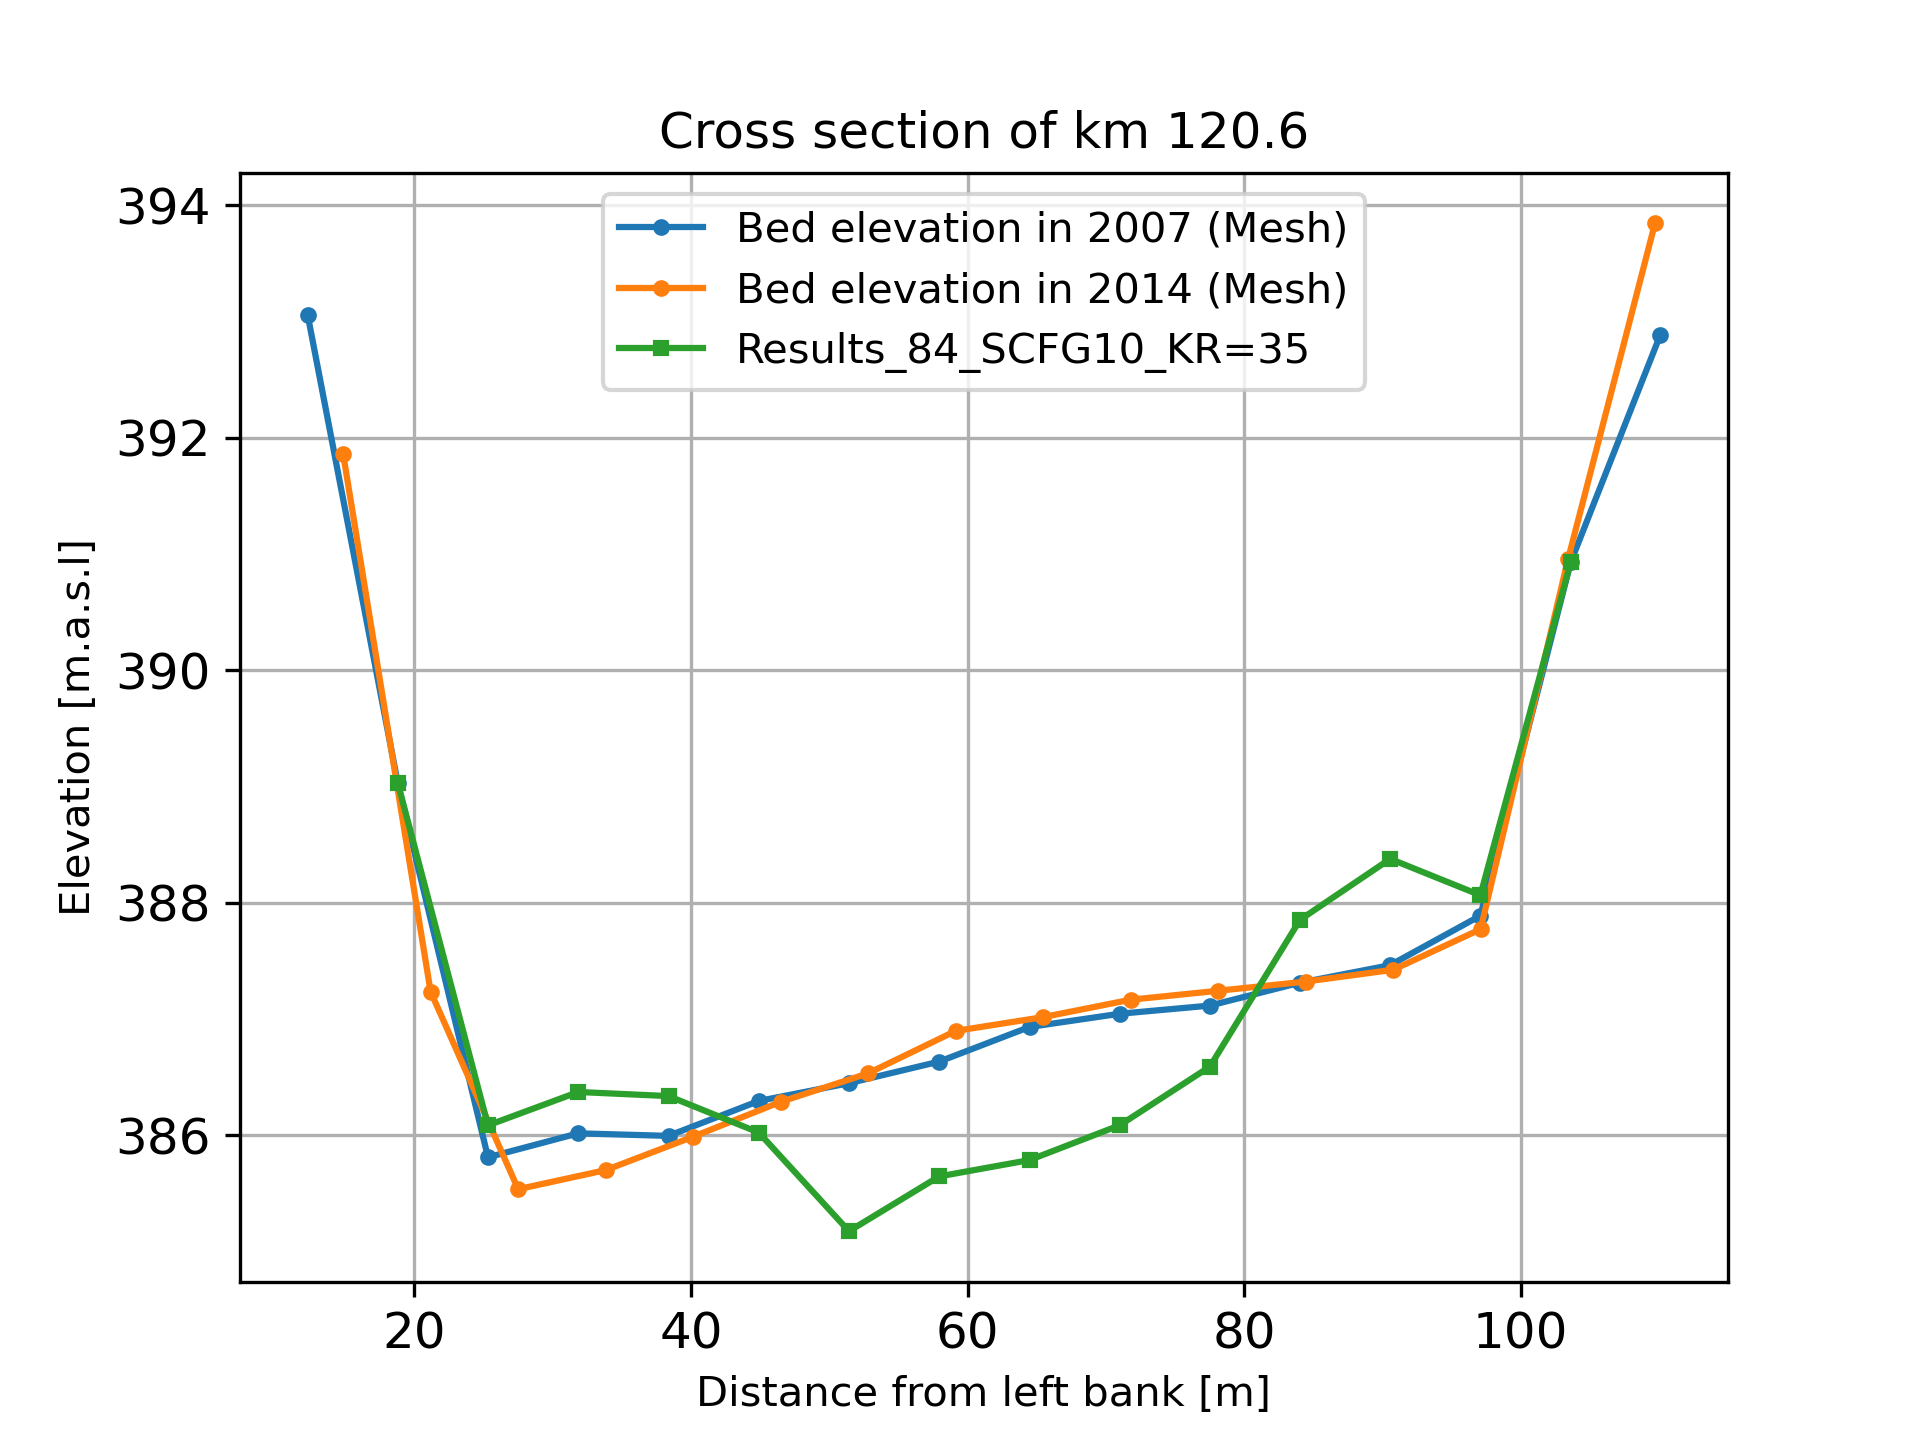 Cross section of km 120.6
Bed elevation in 2007 (Mesh)
Bed elevation in 2014 (Mesh)
Results_84_SCFG10_KR=35
394
392
390
388
386
Elevation [m.a.s.l]
20 40 60 80 100
Distance from left bank [m]